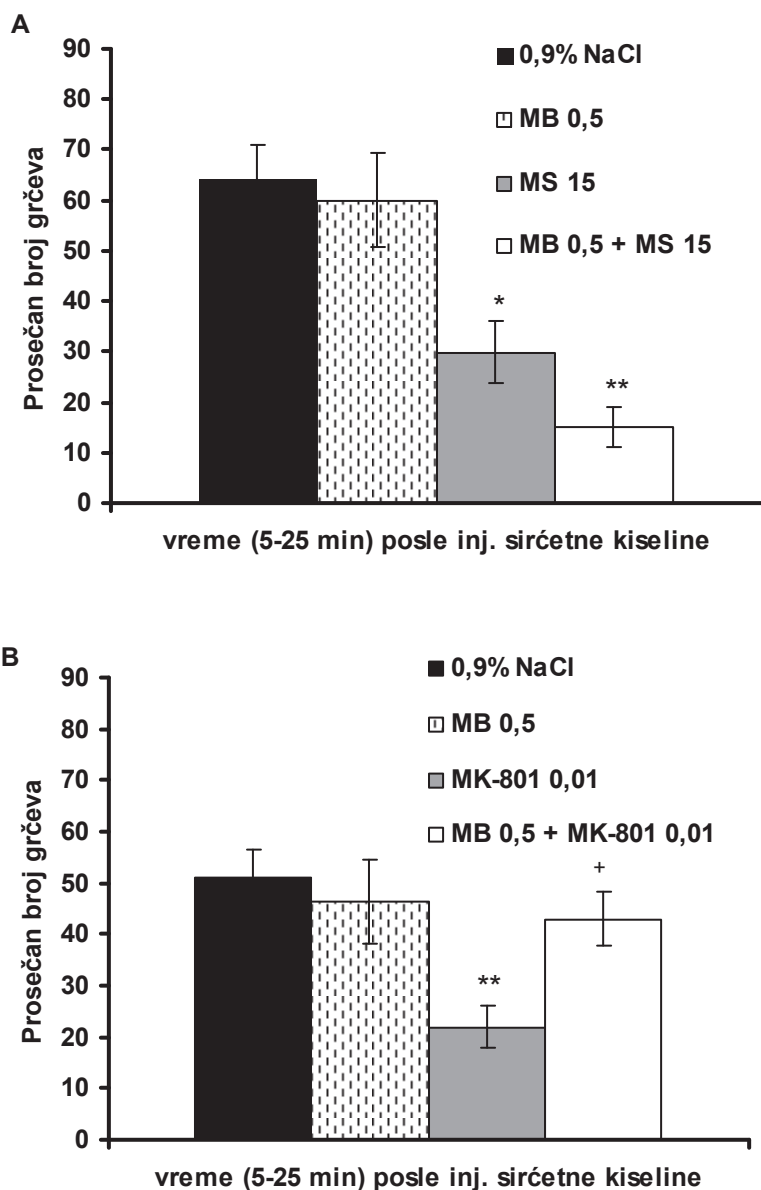 A
Prosečan broj grčeva
90
80
70
60
50
40
30
20
10
0
0,9% NaCl
MB 0,5
MS 15
MB 0,5 + MS 15
*
**
vreme (5-25 min) posle inj. sirćetne kiseline
B
Prosečan broj grčeva
90
80
70
60
50
40
30
20
10
0
0,9% NaCl
MB 0,5
MK-801 0,01
MB 0,5 + MK-801 0,01
**
+
vreme (5-25 min) posle inj. sirćetne kiseline